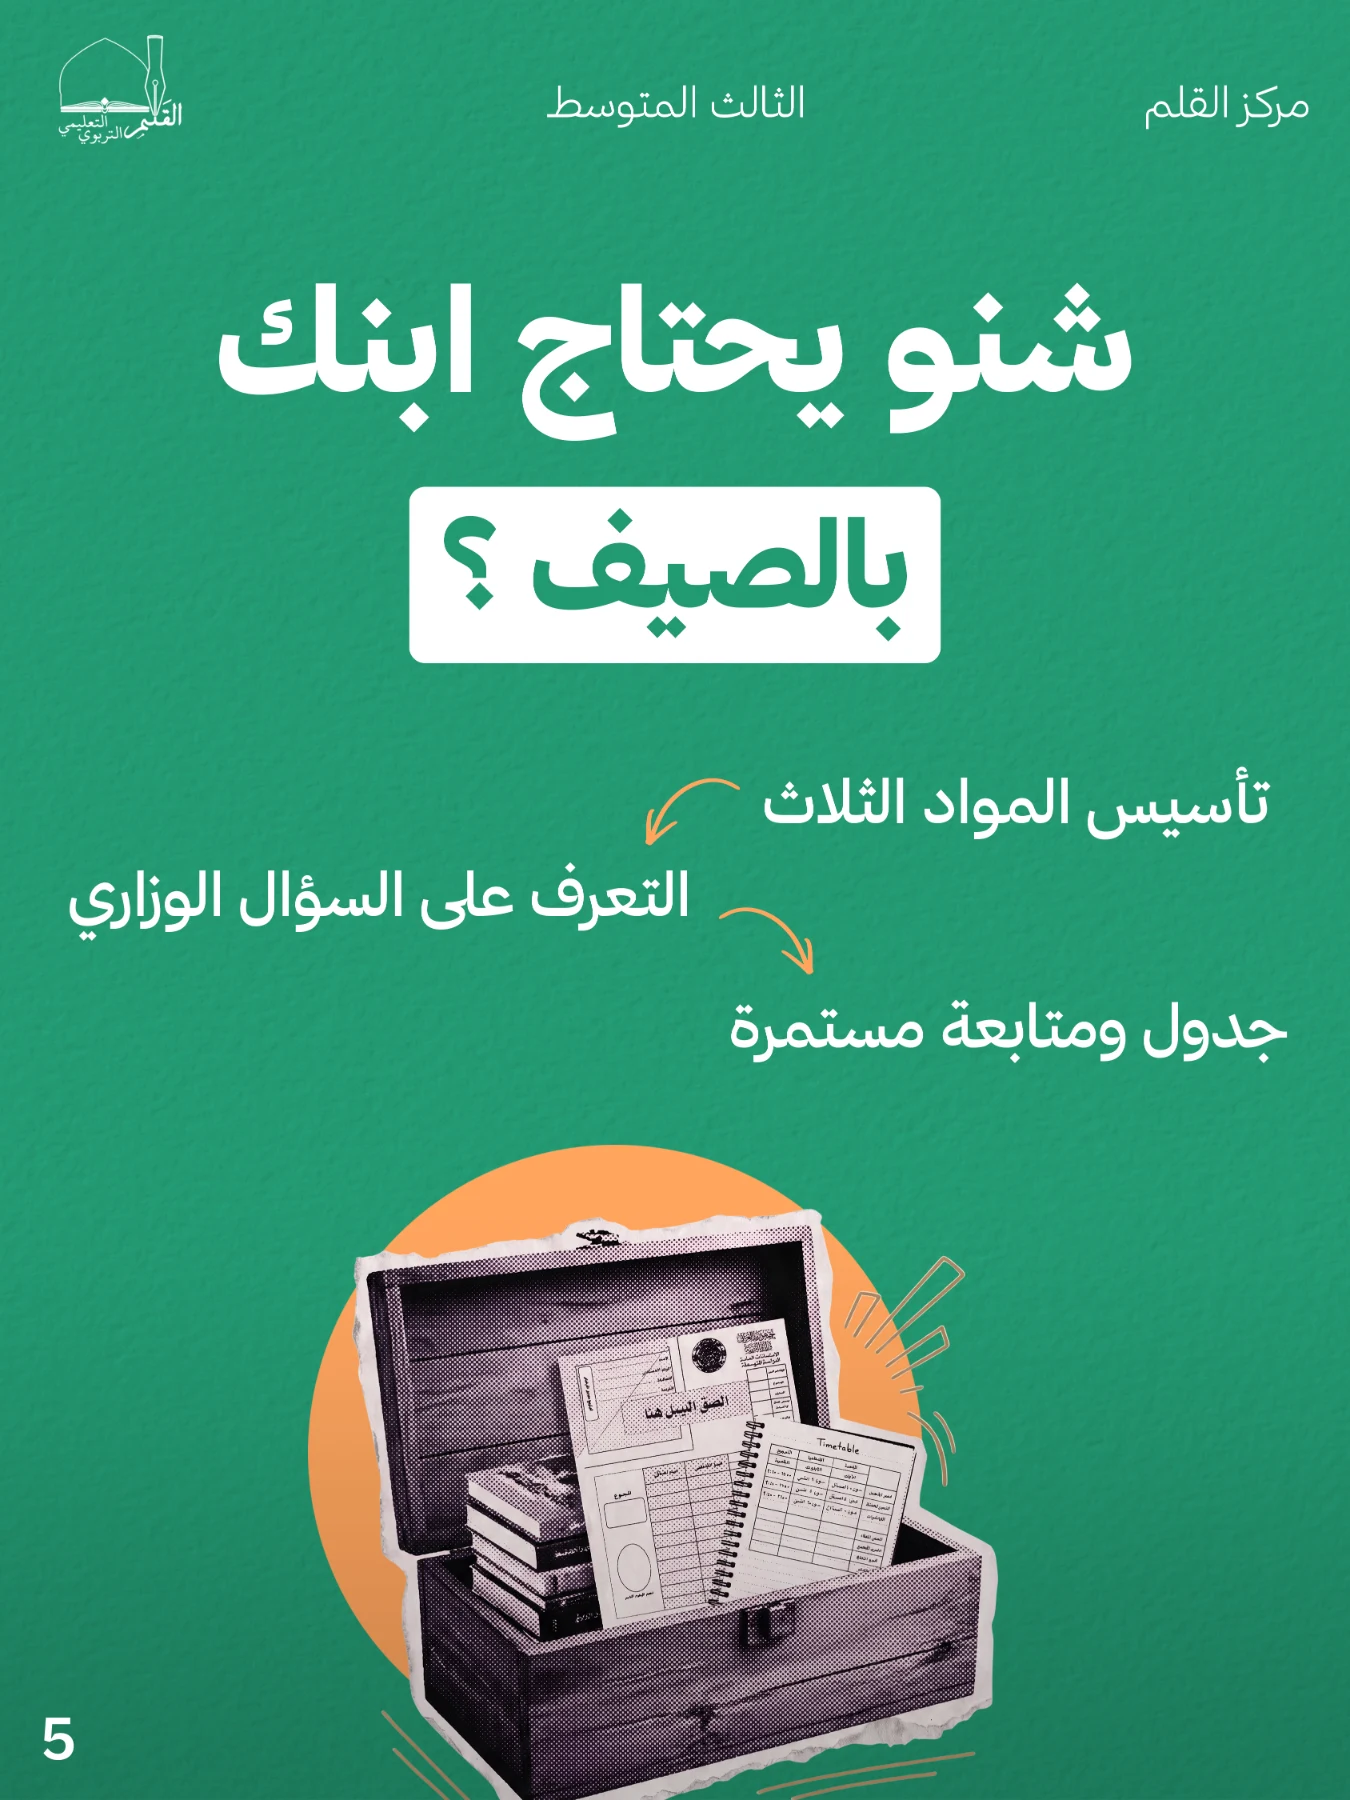 مركز القلم
الثالث المتوسط
القلم
التعليمي
التربوي
شنو يحتاج ابنك
بالصيف ؟
تأسيس المواد الثلاث
التعرف على السؤال الوزاري
جدول ومتابعة مستمرة
الصق الليبل هنا
Timetable
5